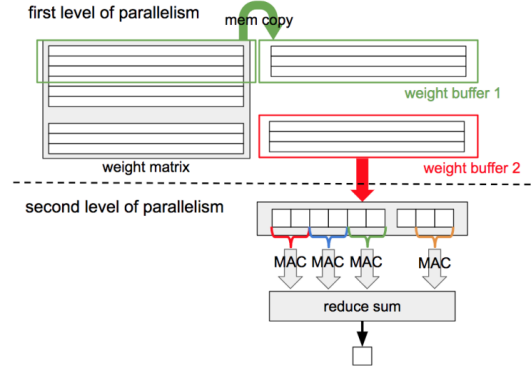 first level of parallelism
mem copy
weight buffer 1
weight matrix
weight buffer 2
second level of parallelism
MAC MAC MAC MAC
reduce sum